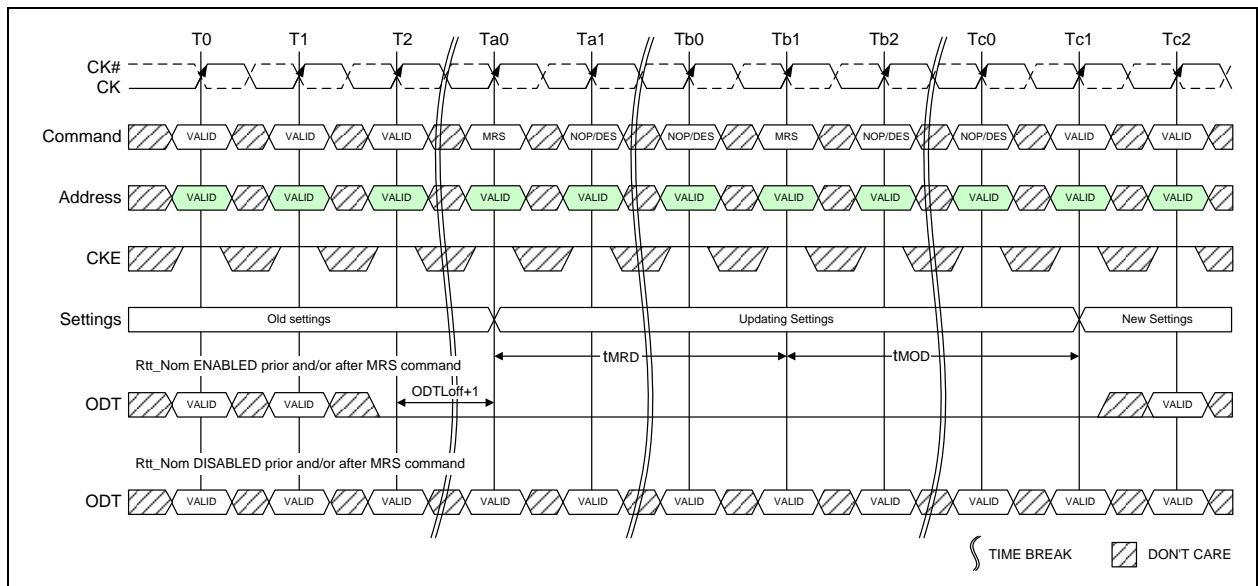 T0 T1 T2 Ta0 Ta1 Tb0 Tb1 Tb2 Tc0 Tc1 Tc2
CK#
CK
Command VALID VALID VALID MRS NOP/DES NOP/DES MRS NOP/DES NOP/DES VALID VALID
Address VALID VALID VALID VALID VALID VALID VALID VALID VALID VALID VALID
CKE
Settings Old settings Updating Settings New Settings
tMRD tMOD
Rtt_Nom ENABLED prior and/or after MRS command
ODTLoff+1
ODT VALID VALID VALID
Rtt_Nom DISABLED prior and/or after MRS command
ODT VALID VALID VALID VALID VALID VALID VALID VALID VALID VALID VALID
TIME BREAK DON'T CARE